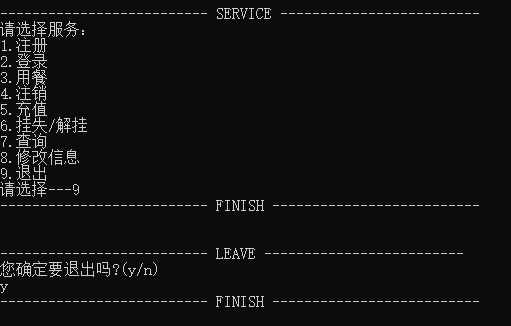 -------------------------- SERVICE --------------------------
请选择服务:
1.注册
2.登录
3.用餐
4.注销
5.充值
6.挂失/解挂
7.查询
8.修改信息
9.退出
请选择---9
-------------------------- FINISH --------------------------
-------------------------- LEAVE --------------------------
您确定要退出吗?(y/n)
y
-------------------------- FINISH --------------------------